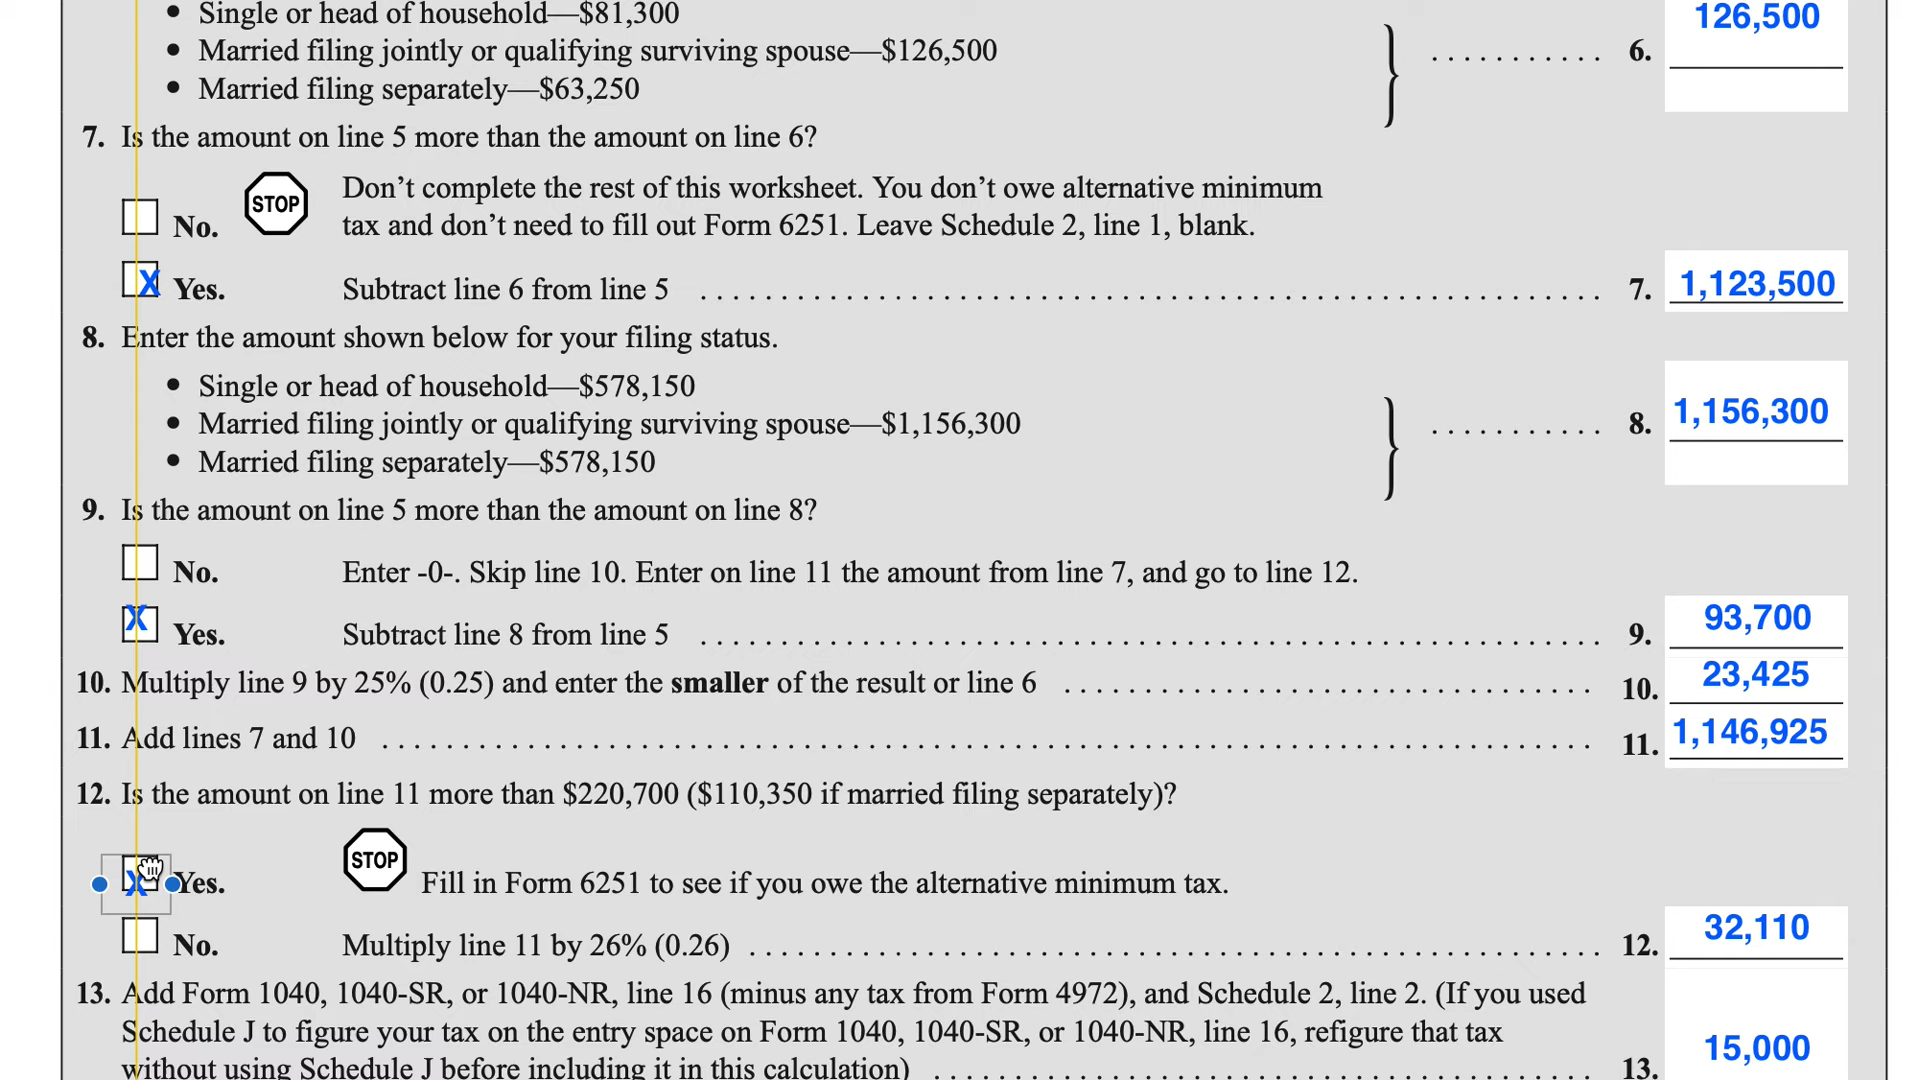 • Single or head of household—$81,300
126,500
• Married filing jointly or qualifying surviving spouse—$126,500 ........... 6.
• Married filing separately—$63,250
7. Is the amount on line 5 more than the amount on line 6?
No. STOP Don’t complete the rest of this worksheet. You don’t owe alternative minimum
tax and don’t need to fill out Form 6251. Leave Schedule 2, line 1, blank.
X Yes. Subtract line 6 from line 5 ........... 7. 1,123,500
8. Enter the amount shown below for your filing status.
• Single or head of household—$578,150
• Married filing jointly or qualifying surviving spouse—$1,156,300 ........... 8. 1,156,300
• Married filing separately—$578,150
9. Is the amount on line 5 more than the amount on line 8?
No. Enter -0-. Skip line 10. Enter on line 11 the amount from line 7, and go to line 12.
X Yes. Subtract line 8 from line 5 ........... 9. 93,700
10. Multiply line 9 by 25% (0.25) and enter the smaller of the result or line 6 ........... 10. 23,425
11. Add lines 7 and 10 ........... 11. 1,146,925
12. Is the amount on line 11 more than $220,700 ($110,350 if married filing separately)?
X Yes. STOP Fill in Form 6251 to see if you owe the alternative minimum tax.
No. Multiply line 11 by 26% (0.26) ........... 12. 32,110
13. Add Form 1040, 1040-SR, or 1040-NR, line 16 (minus any tax from Form 4972), and Schedule 2, line 2. (If you used
Schedule J to figure your tax on the entry space on Form 1040, 1040-SR, or 1040-NR, line 16, refigure that tax
without using Schedule J before including it in this calculation) ........... 13. 15,000